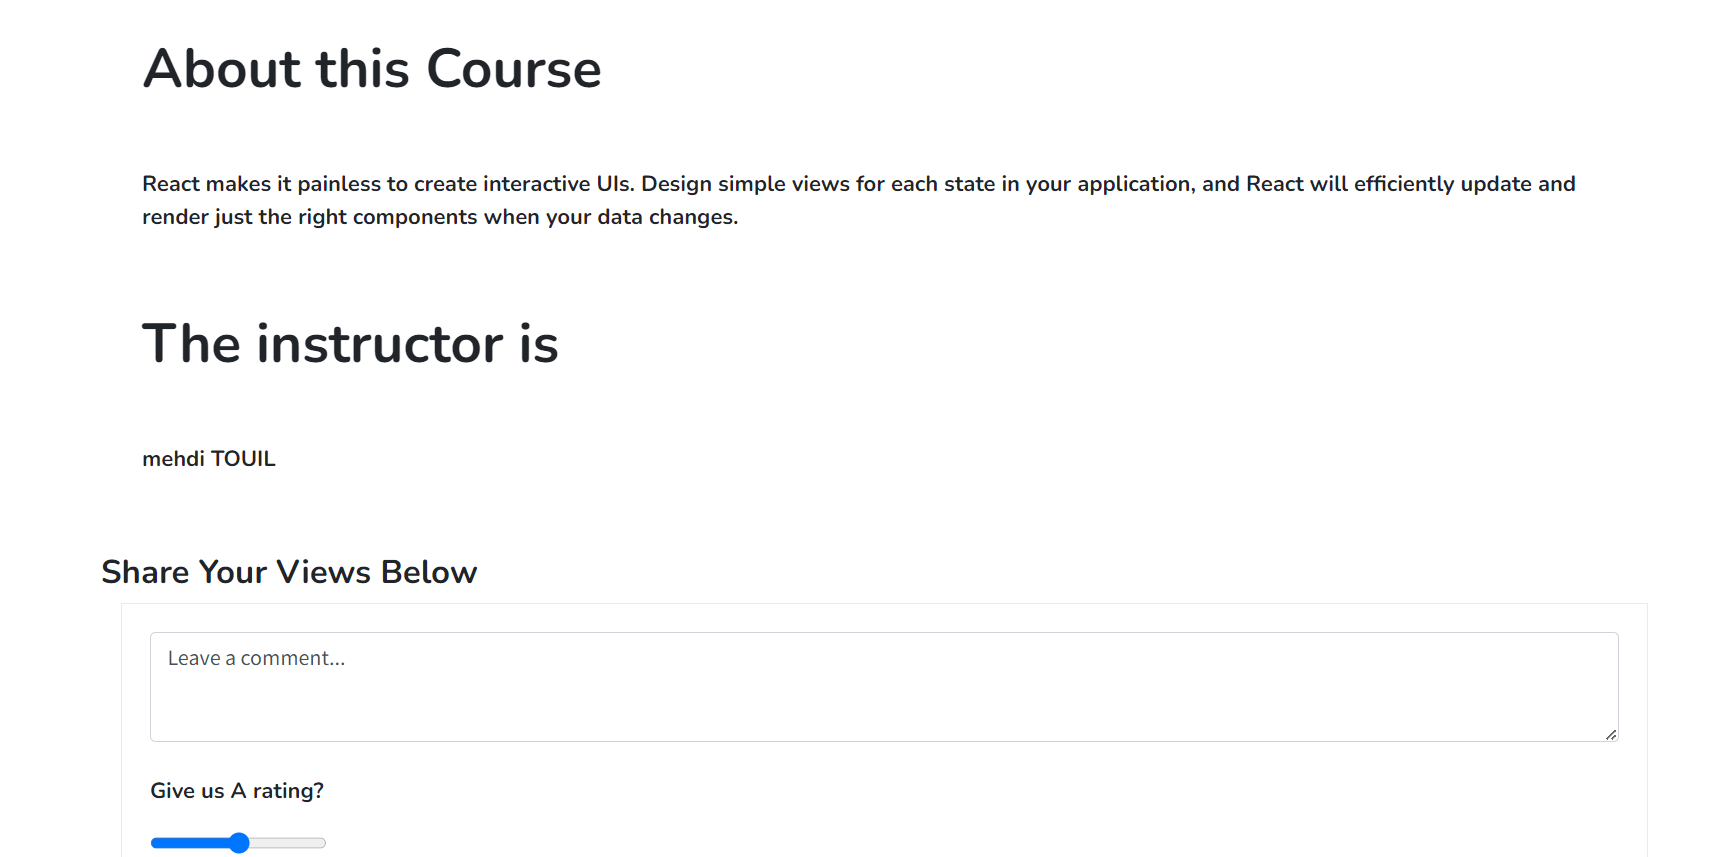 About this Course
React makes it painless to create interactive UIs. Design simple views for each state in your application, and React will efficiently update and
render just the right components when your data changes.
The instructor is
mehdi TOUIL
Share Your Views Below
Leave a comment...
Give us A rating?